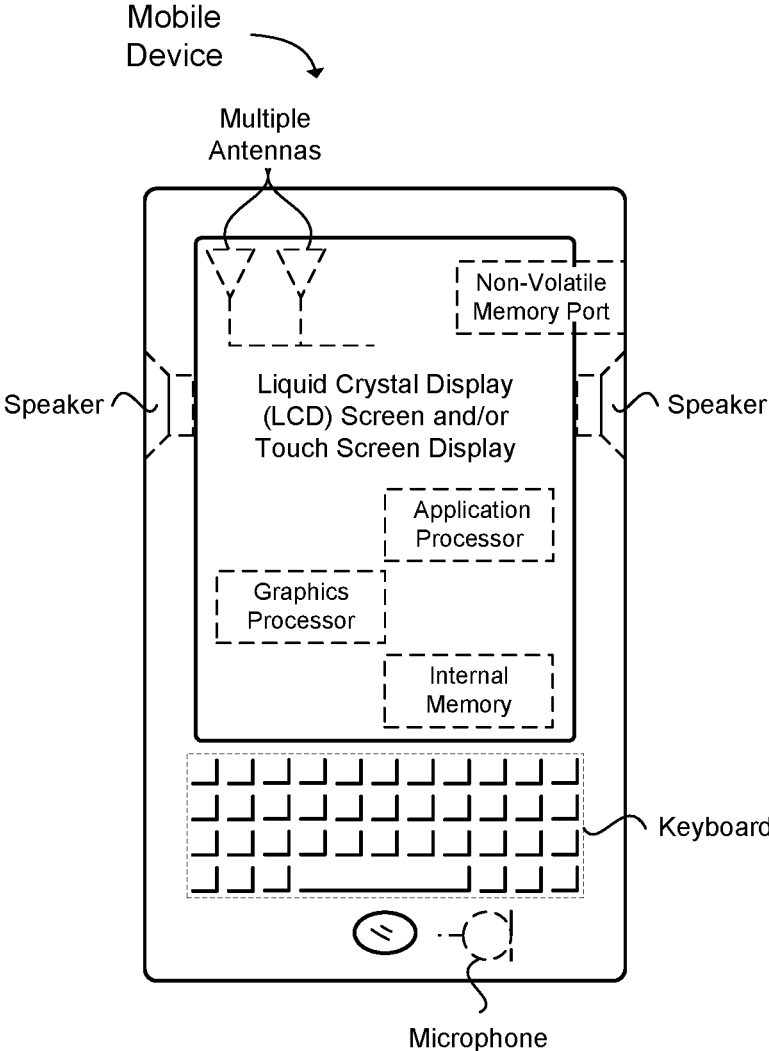 Mobile
Device
Multiple
Antennas
Non-Volatile
Memory Port
Speaker
Liquid Crystal Display
(LCD) Screen and/or
Touch Screen Display
Speaker
Application
Processor
Graphics
Processor
Internal
Memory
Keyboard
Microphone